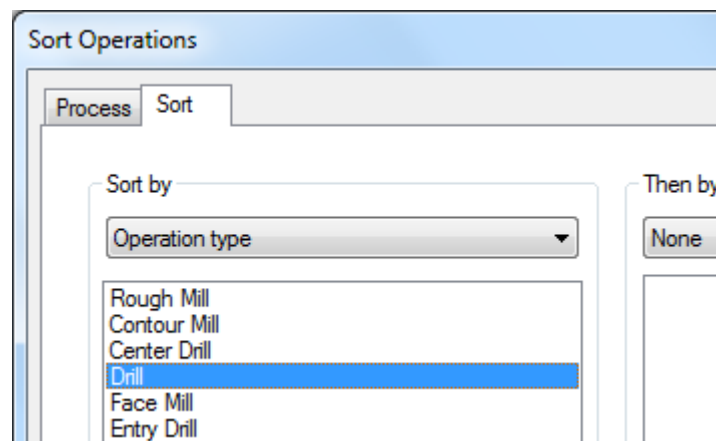 Sort Operations
Process
Sort
Sort by
Then by
Operation type
None
Rough Mill
Contour Mill
Center Drill
Drill
Face Mill
Entry Drill